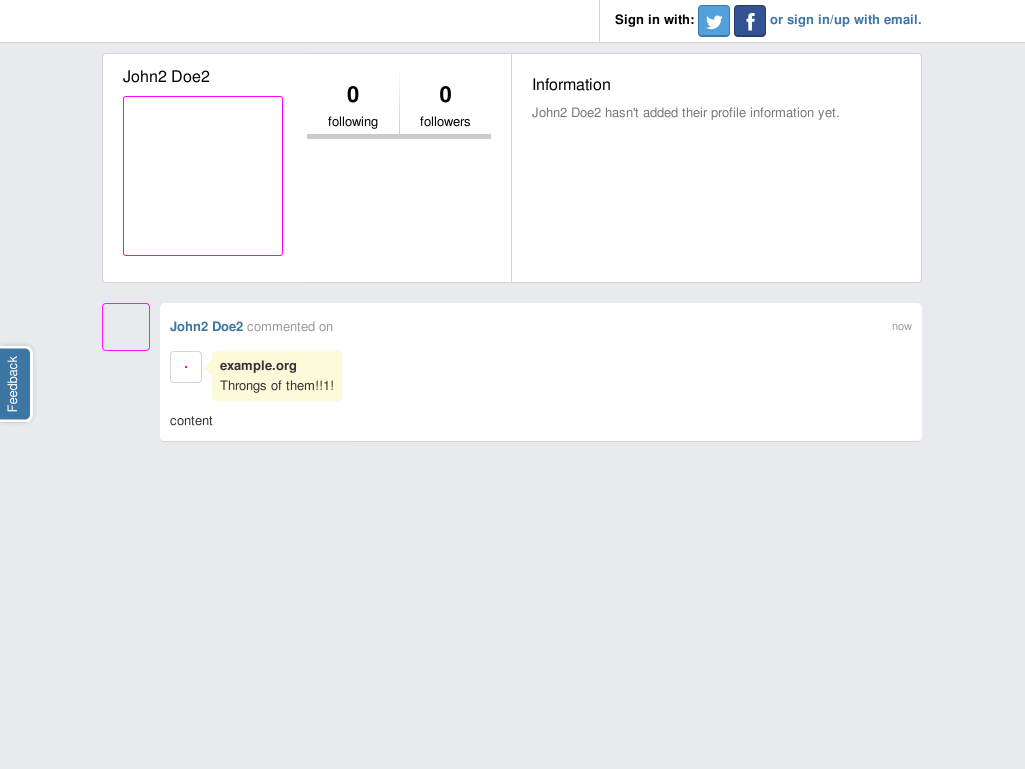 Sign in with: or sign in/up with email.
John2 Doe2
0
following
0
followers
Information
John2 Doe2 hasn't added their profile information yet.
John2 Doe2 commented on
now
example.org
Throngs of them!!1!
content
Feedback